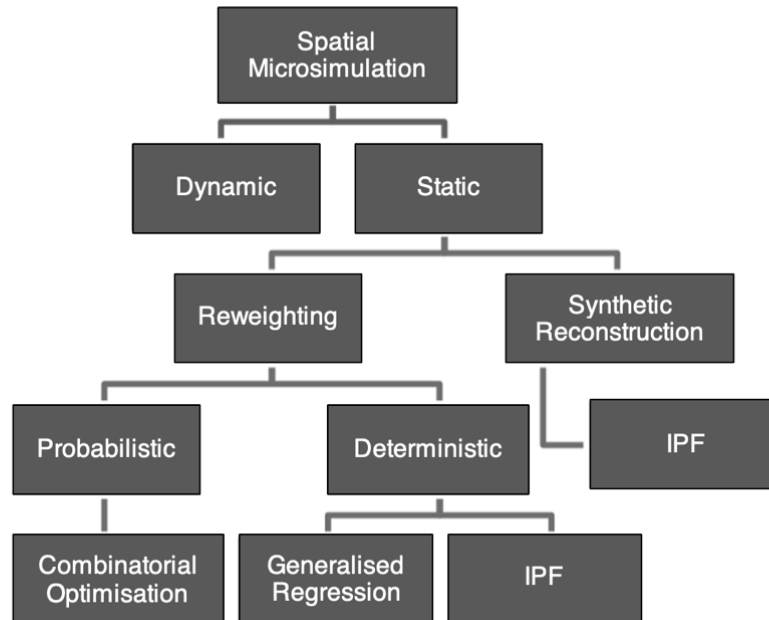 Spatial
Microsimulation
Dynamic
Static
Reweighting
Synthetic
Reconstruction
Probabilistic
Deterministic
IPF
Combinatorial
Optimisation
Generalised
Regression
IPF